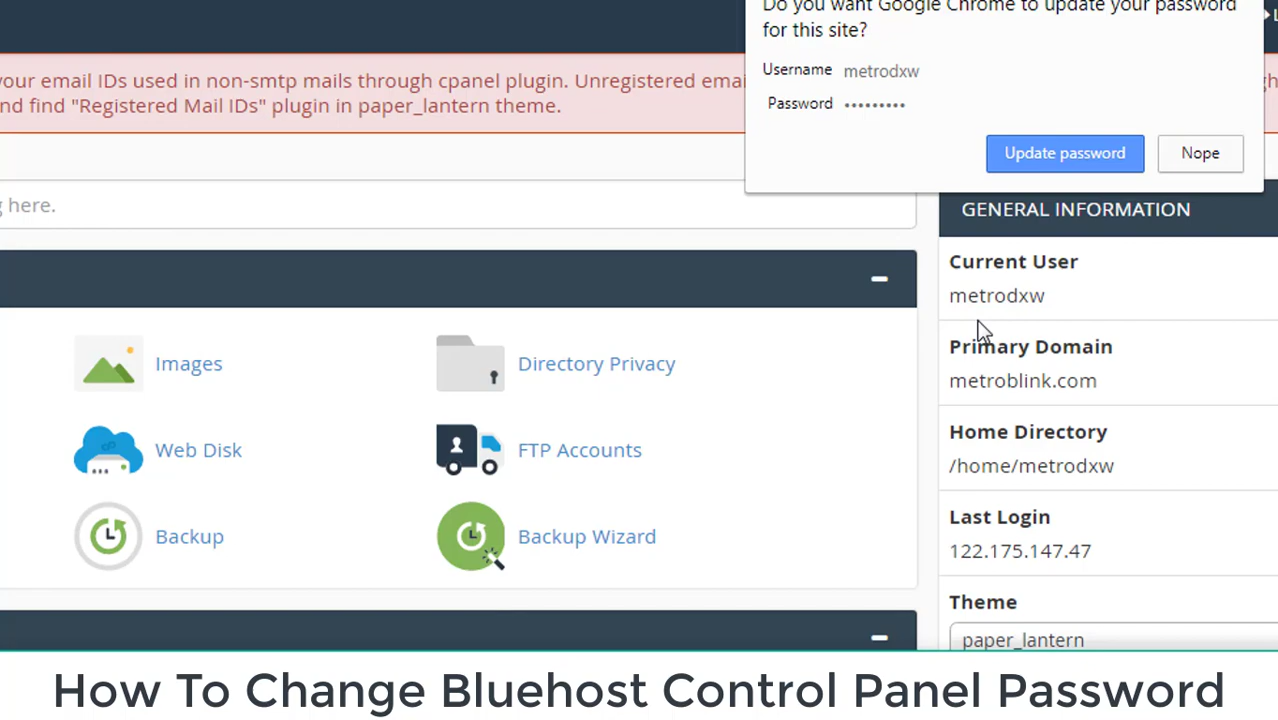 Do you want Google Chrome to update your password
for this site?
Username metrodxw
Password •••••••••
Update password Nope
your email IDs used in non-smtp mails through cpanel plugin. Unregistered emai
and find "Registered Mail IDs" plugin in paper_lantern theme.
here.
GENERAL INFORMATION
Current User
metrodxw
Primary Domain
metroblink.com
Home Directory
/home/metrodxw
Last Login
122.175.147.47
Theme
paper_lantern
Images
Directory Privacy
Web Disk
FTP Accounts
Backup
Backup Wizard
How To Change Bluehost Control Panel Password